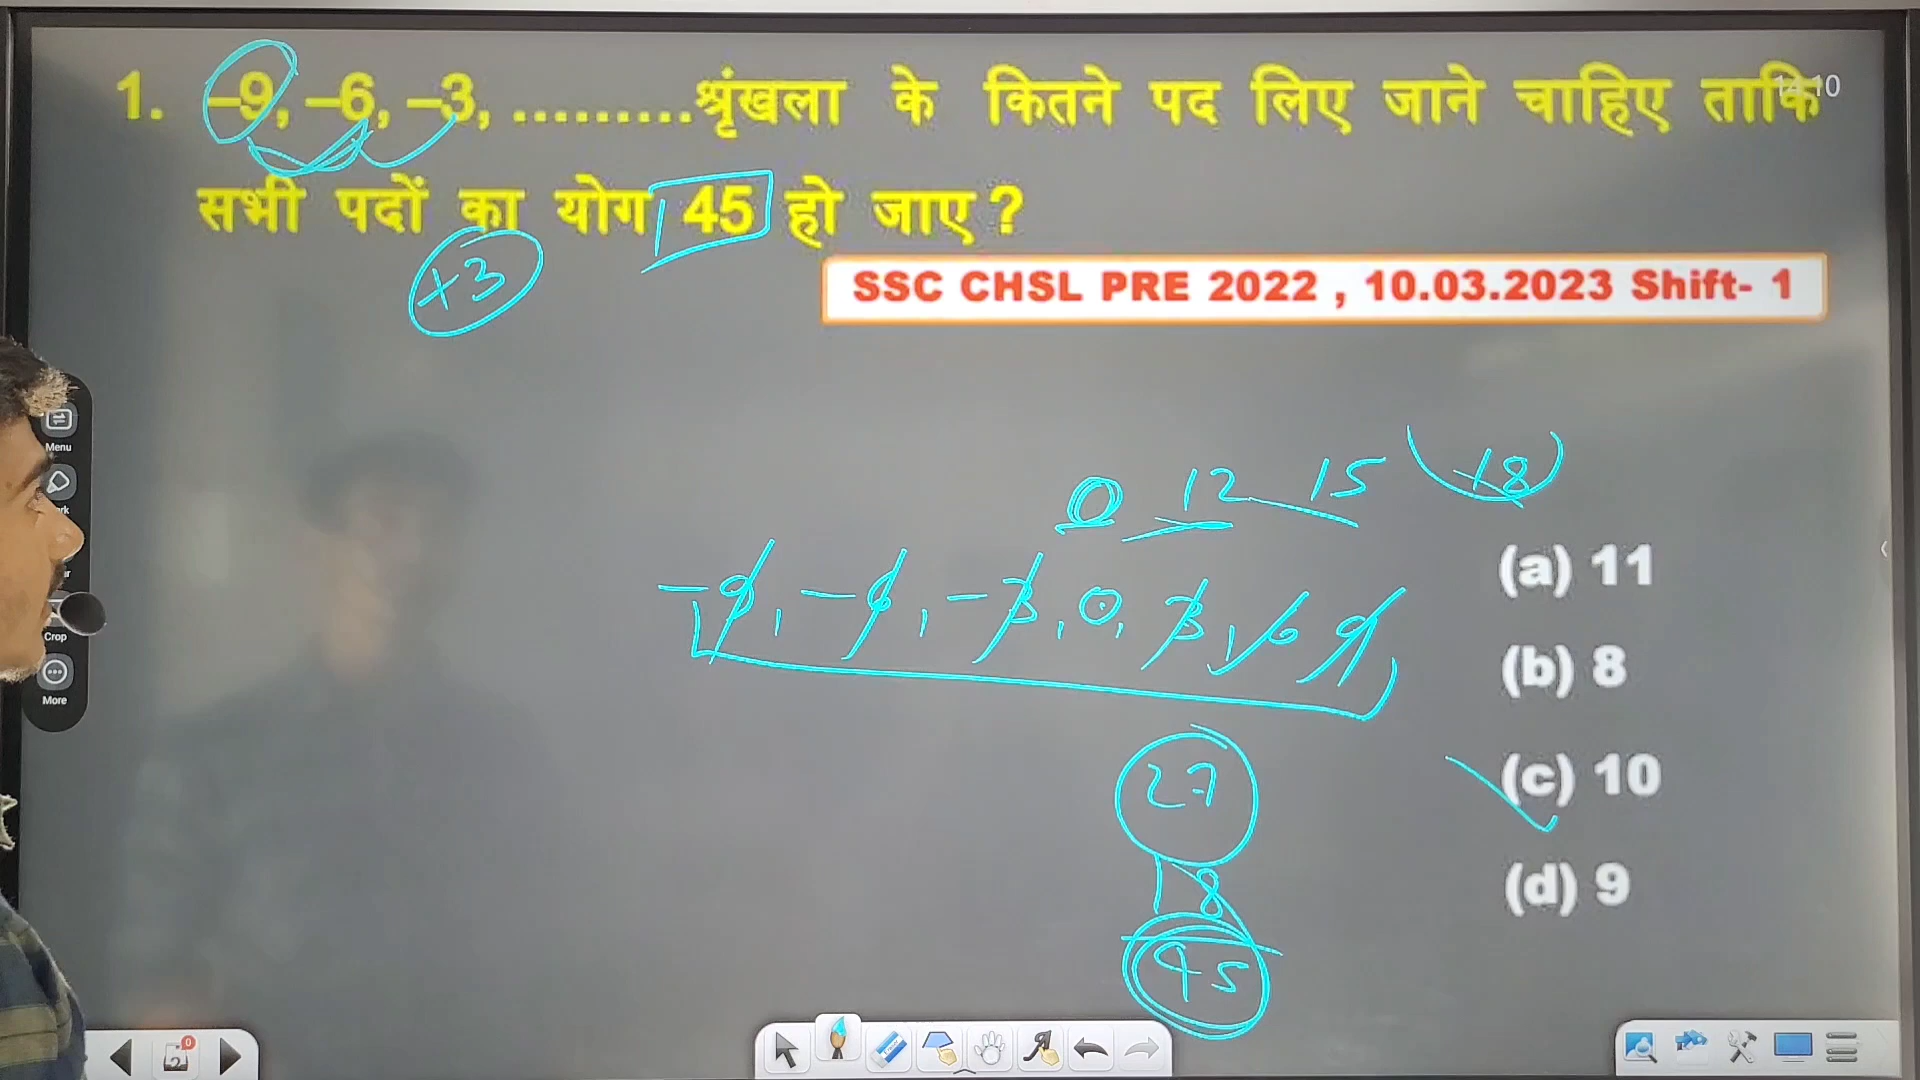 1. –9, –6, –3, ..........श्रृंखला के कितने पद लिए जाने चाहिए ताकि
सभी पदों का योग 45 हो जाए ?
+3
SSC CHSL PRE 2022 , 10.03.2023 Shift- 1
Menu
0 12 15 18
-9, -6, -3, 0, 3, 6 9
(a) 11
Crop
(b) 8
More
27
(c) 10
18
(d) 9
45